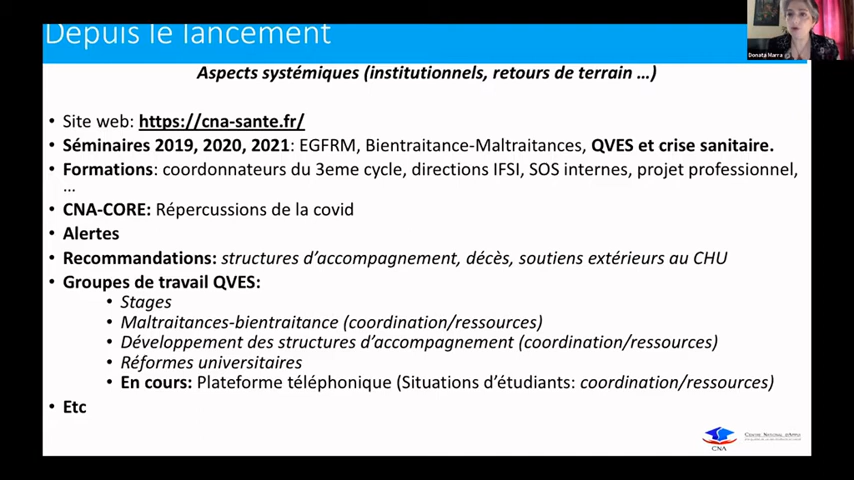 Depuis le lancement
Donata Marra
Aspects systémiques (institutionnels, retours de terrain …)
• Site web: https://cna-sante.fr/
• Séminaires 2019, 2020, 2021: EGFRM, Bientraitance-Maltraitances, QVES et crise sanitaire.
• Formations: coordonnateurs du 3eme cycle, directions IFSI, SOS internes, projet professionnel,
…
• CNA-CORE: Répercussions de la covid
• Alertes
• Recommandations: structures d’accompagnement, décès, soutiens extérieurs au CHU
• Groupes de travail QVES:
• Stages
• Maltraitances-bientraitance (coordination/ressources)
• Développement des structures d’accompagnement (coordination/ressources)
• Réformes universitaires
• En cours: Plateforme téléphonique (Situations d’étudiants: coordination/ressources)
• Etc
Centre National d'Appui
CNA